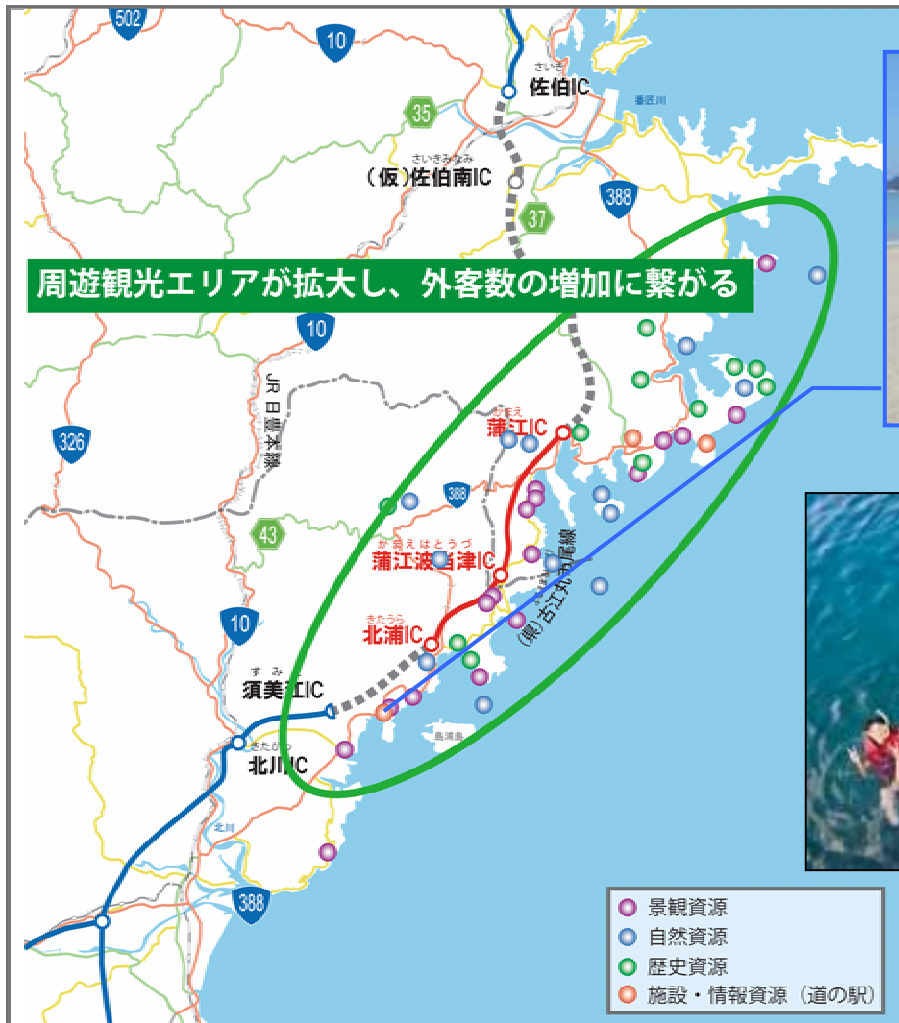 502
10
さいき
佐伯IC
番匠川
35
さいきみなみ
(仮)佐伯南IC
388
37
周遊観光エリアが拡大し、外客数の増加に繋がる
10
JR日豊本線
326
かまえ
蒲江IC
388
43
かまえはとうづ
蒲江波当津IC
(県)古江丸市尾線
10
きたうら
北浦IC
すみえ
須美江IC
島浦島
きたがわ
北川IC
北川
388
景観資源
自然資源
歴史資源
施設・情報資源（道の駅）